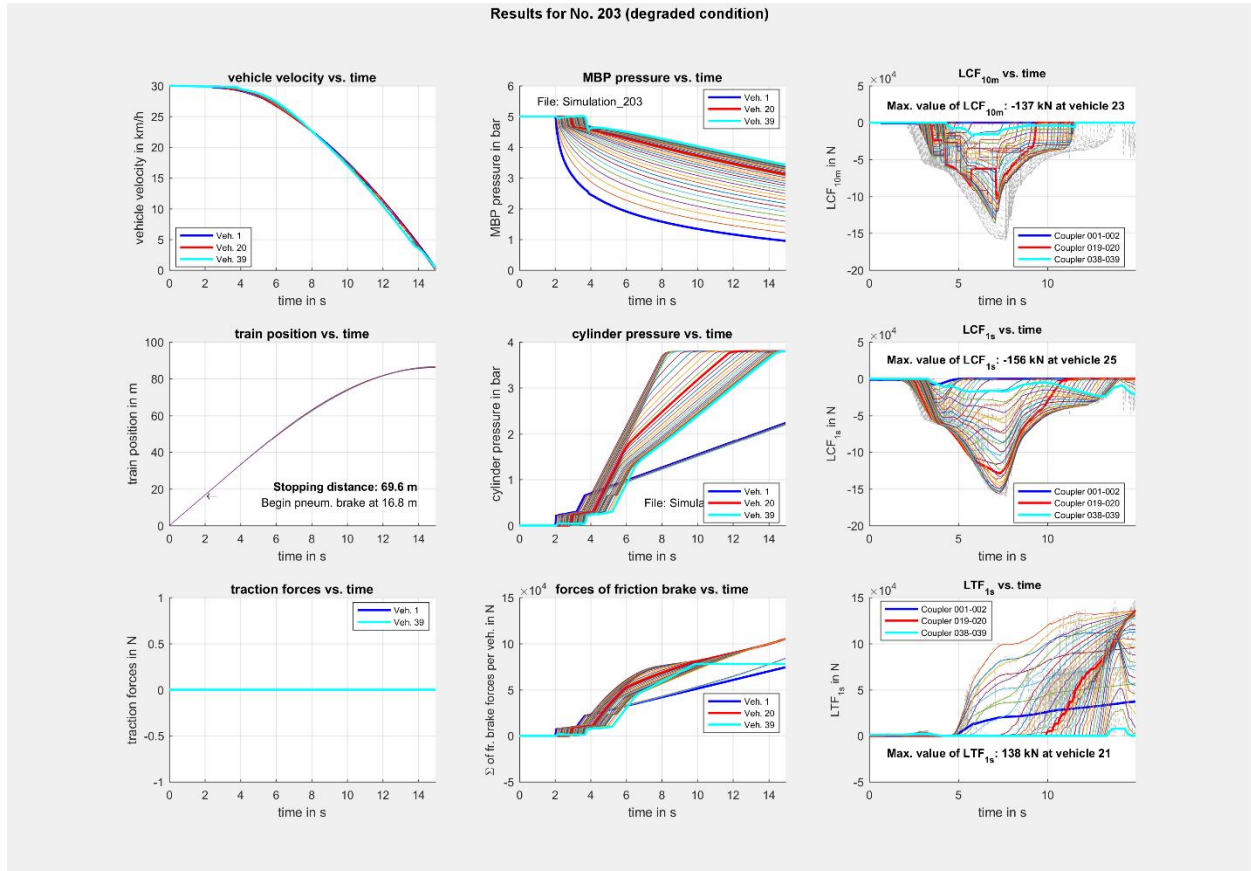 Results for No. 203 (degraded condition)
vehicle velocity vs. time
30
25
20
15
10
5
0
vehicle velocity in km/h
Veh. 1
Veh. 20
Veh. 39
0 2 4 6 8 10 12 14
time in s
MBP pressure vs. time
6
5
4
3
2
1
0
MBP pressure in bar
File: Simulation_203
Veh. 1
Veh. 20
Veh. 39
0 2 4 6 8 10 12 14
time in s
LCF10m vs. time
×10^4
5
0
-5
-10
-15
-20
LCF10m in N
Max. value of LCF10m: -137 kN at vehicle 23
Coupler 001-002
Coupler 019-020
Coupler 038-039
0 5 10
time in s
train position vs. time
100
80
60
40
20
0
train position in m
Stopping distance: 69.6 m
Begin pneum. brake at 16.8 m
0 2 4 6 8 10 12 14
time in s
cylinder pressure vs. time
4
3
2
1
0
cylinder pressure in bar
File: Simula
Veh. 1
Veh. 20
Veh. 39
0 2 4 6 8 10 12 14
time in s
LCF1s vs. time
×10^4
5
0
-5
-10
-15
-20
LCF1s in N
Max. value of LCF1s: -156 kN at vehicle 25
Coupler 001-002
Coupler 019-020
Coupler 038-039
0 5 10
time in s
traction forces vs. time
1
0.5
0
-0.5
-1
traction forces in N
Veh. 1
Veh. 39
0 2 4 6 8 10 12 14
time in s
forces of friction brake vs. time
×10^4
15
10
5
0
-5
Σ of fr. brake forces per veh. in N
Veh. 1
Veh. 20
Veh. 39
0 2 4 6 8 10 12 14
time in s
LTF1s vs. time
×10^4
15
10
5
0
-5
LTF1s in N
Coupler 001-002
Coupler 019-020
Coupler 038-039
Max. value of LTF1s: 138 kN at vehicle 21
0 5 10
time in s